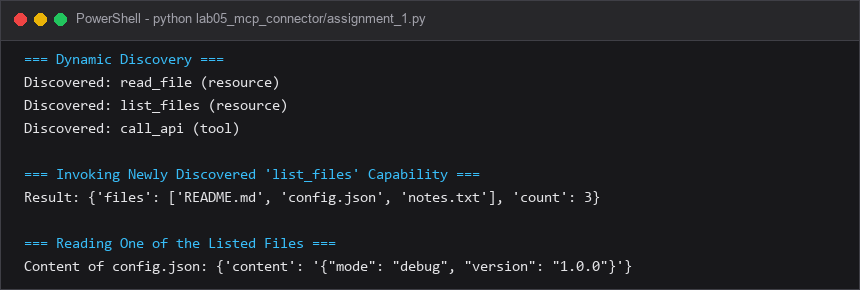 PowerShell - python lab05_mcp_connector/assignment_1.py
=== Dynamic Discovery ===
Discovered: read_file (resource)
Discovered: list_files (resource)
Discovered: call_api (tool)
=== Invoking Newly Discovered 'list_files' Capability ===
Result: {'files': ['README.md', 'config.json', 'notes.txt'], 'count': 3}
=== Reading One of the Listed Files ===
Content of config.json: {'content': '{"mode": "debug", "version": "1.0.0"}'}